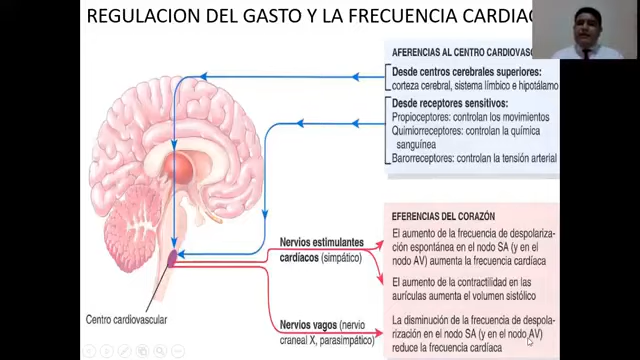 REGULACION DEL GASTO Y LA FRECUENCIA CARDIAC
AFERENCIAS AL CENTRO
Desde centros cerebrales superiores:
corteza cerebral, sistema límbico e hipotálamo
Desde receptores sensitivos:
Propioceptores: controlan los movimientos
Quimiorreceptores: controlan la química
sanguínea
Barorreceptores: controlan la tensión arterial
EFERENCIAS DEL CORAZÓN
Nervios estimulantes
cardíacos (simpático)
El aumento de la frecuencia de despolariza-
ción espontánea en el nodo SA (y en el
nodo AV) aumenta la frecuencia cardíaca
El aumento de la contractilidad en las
aurículas aumenta el volumen sistólico
Centro cardiovascular
Nervios vagos (nervio
craneal X, parasimpático)
La disminución de la frecuencia de despola-
rización en el nodo SA (y en el nodo AV)
reduce la frecuencia cardíaca